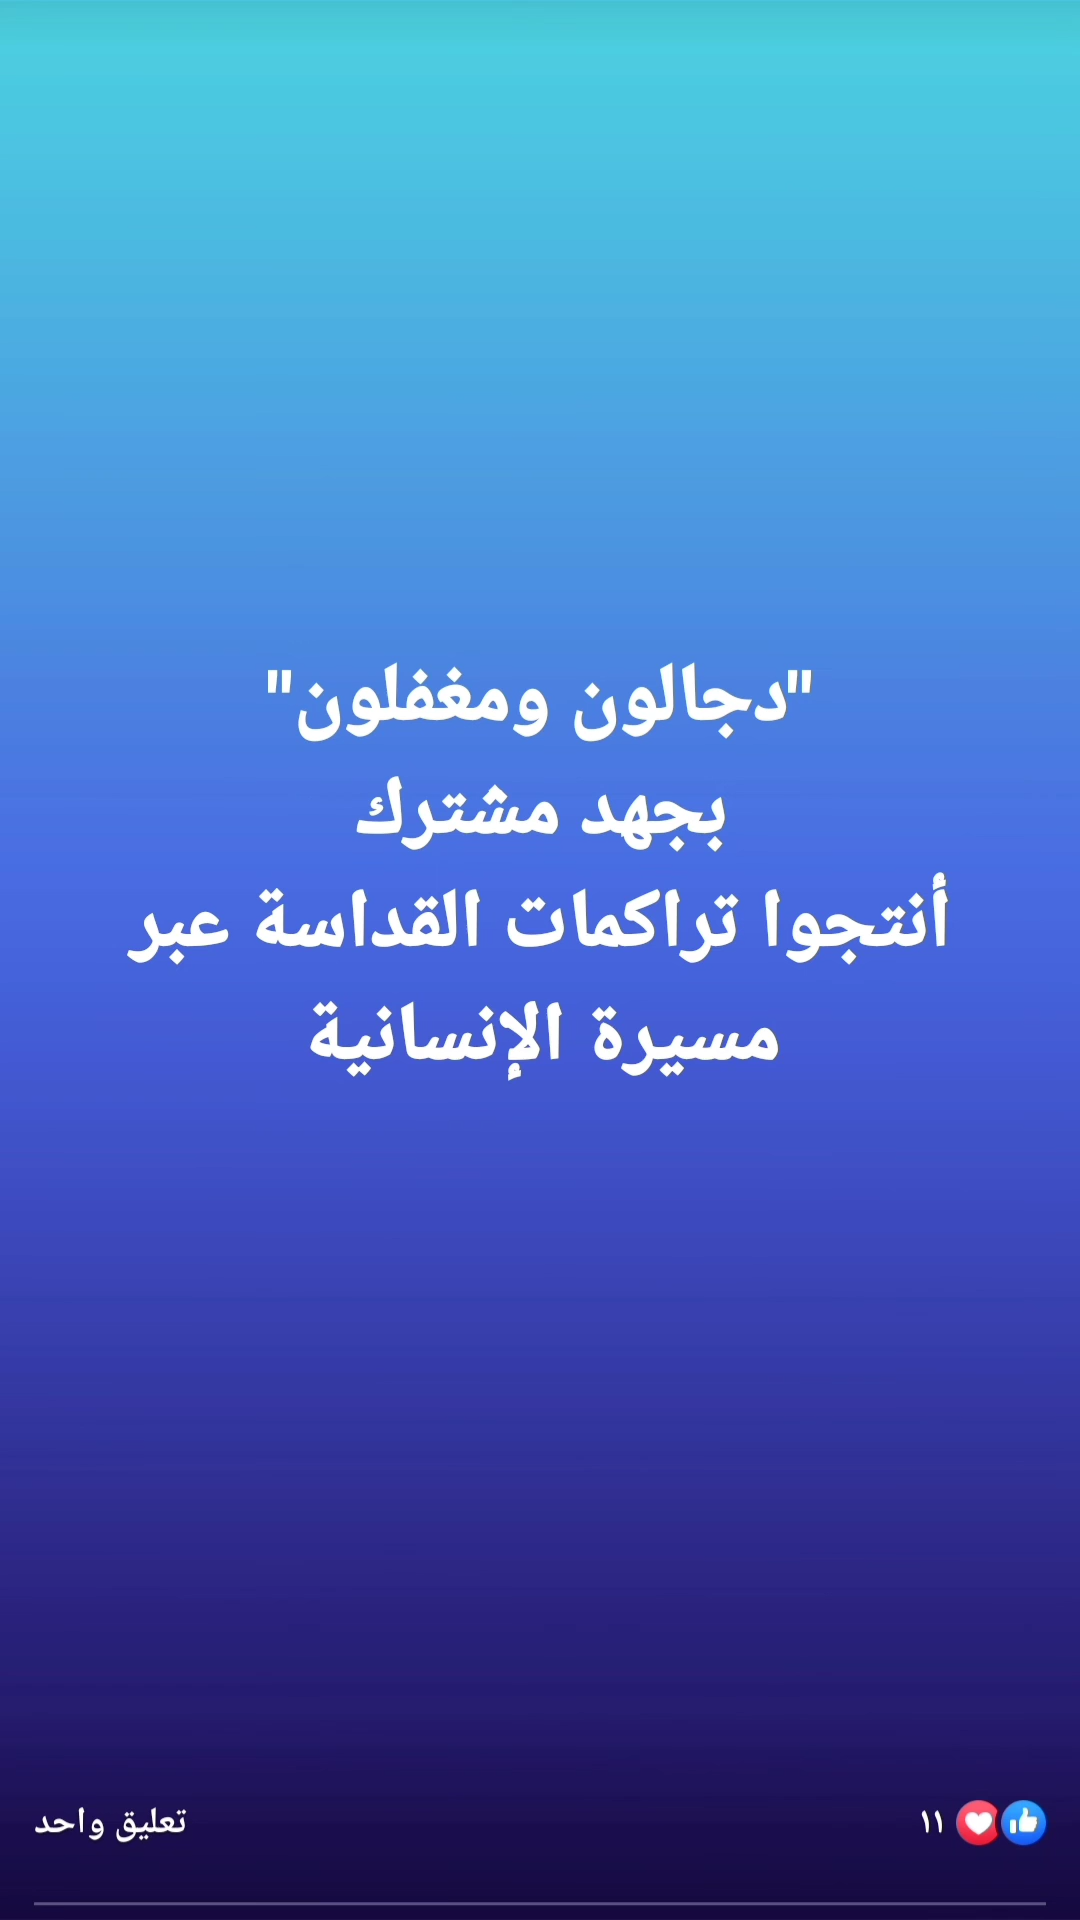 "دجالون ومغفلون"
بجهد مشترك
أنتجوا تراكمات القداسة عبر
مسيرة الإنسانية
١١
تعليق واحد